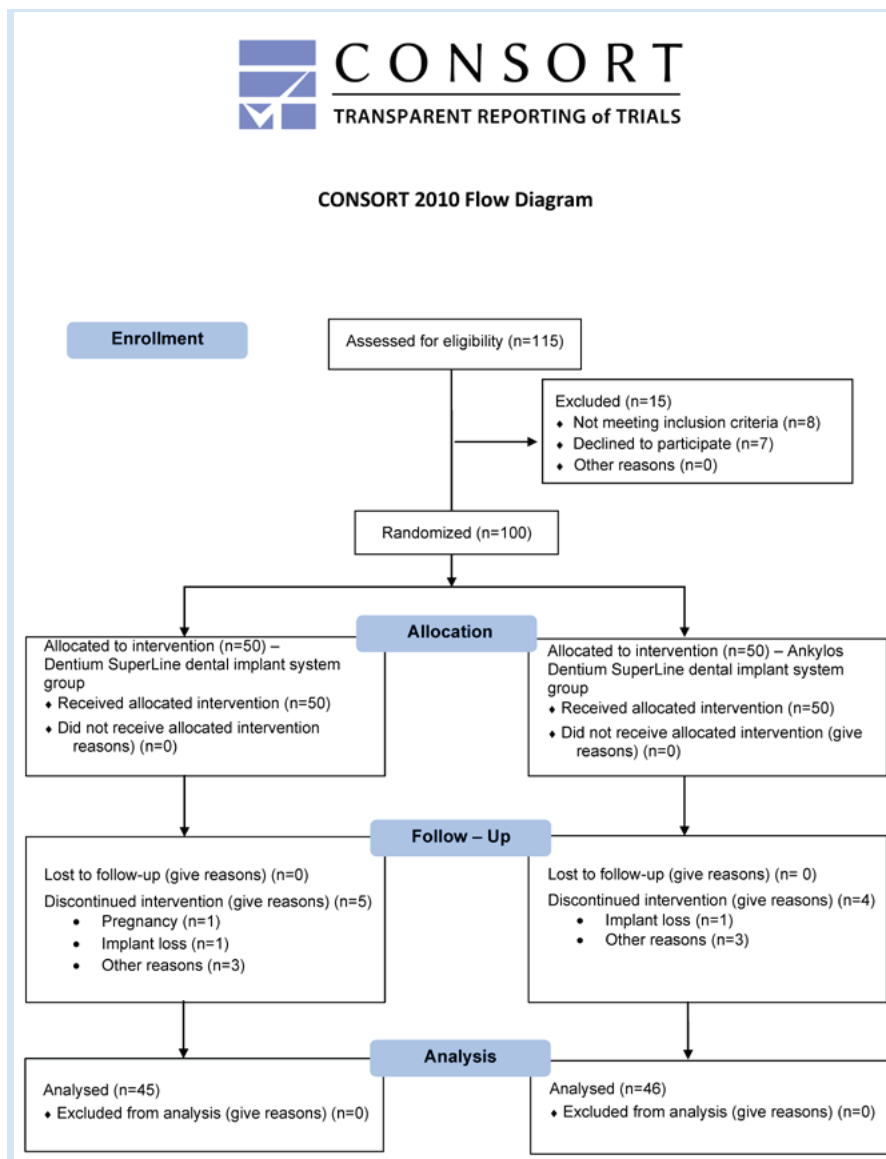 CONSORT
TRANSPARENT REPORTING of TRIALS
CONSORT 2010 Flow Diagram
Enrollment
Assessed for eligibility (n=115)
Excluded (n=15)
♦ Not meeting inclusion criteria (n=8)
♦ Declined to participate (n=7)
♦ Other reasons (n=0)
Randomized (n=100)
Allocation
Allocated to intervention (n=50) –
Dentium SuperLine dental implant system
group
♦ Received allocated intervention (n=50)
♦ Did not receive allocated intervention
reasons) (n=0)
Allocated to intervention (n=50) – Ankylos
Dentium SuperLine dental implant system
group
♦ Received allocated intervention (n=50)
♦ Did not receive allocated intervention (give
reasons) (n=0)
Follow – Up
Lost to follow-up (give reasons) (n=0)
Discontinued intervention (give reasons) (n=5)
• Pregnancy (n=1)
• Implant loss (n=1)
• Other reasons (n=3)
Lost to follow-up (give reasons) (n= 0)
Discontinued intervention (give reasons) (n=4)
• Implant loss (n=1)
• Other reasons (n=3)
Analysis
Analysed (n=45)
♦ Excluded from analysis (give reasons) (n=0)
Analysed (n=46)
♦ Excluded from analysis (give reasons) (n=0)